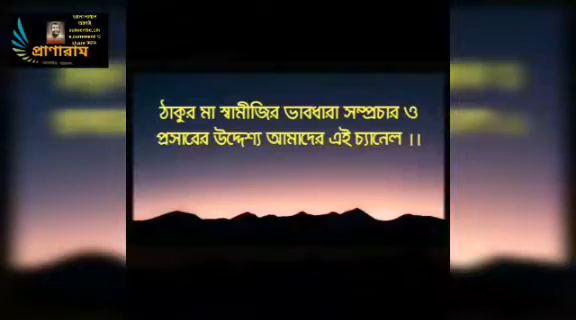 প্রাণারাম
ঠাকুর মা স্বামীজির ভাবধারা সম্প্রচার ও
প্রসারের উদ্দেশ্য আমাদের এই চ্যানেল ।।